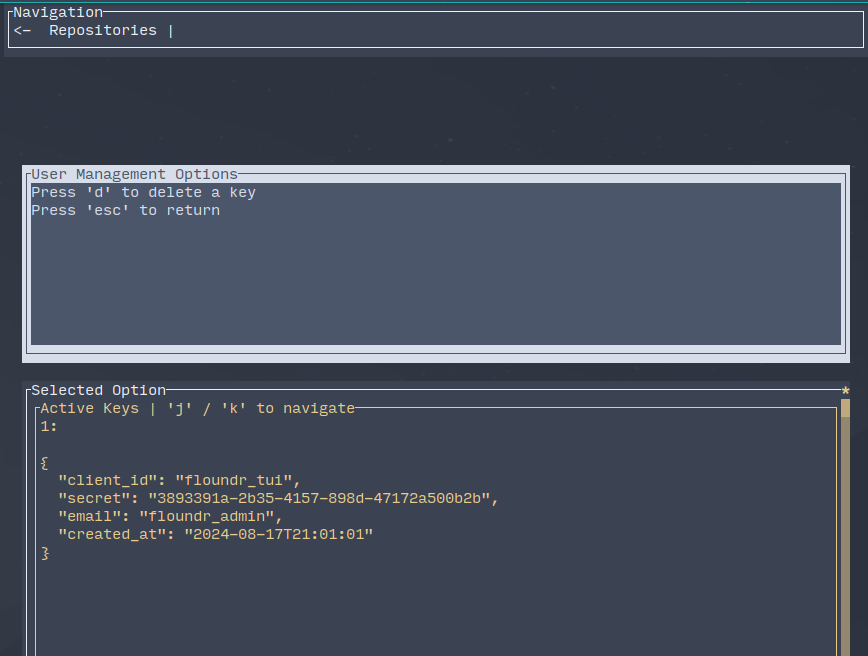 Navigation
<- Repositories |
User Management Options
Press 'd' to delete a key
Press 'esc' to return
Selected Option
*
Active Keys | 'j' / 'k' to navigate
1:
{
"client_id": "floundr_tui",
"secret": "3893391a-2b35-4157-898d-47172a500b2b",
"email": "floundr_admin",
"created_at": "2024-08-17T21:01:01"
}